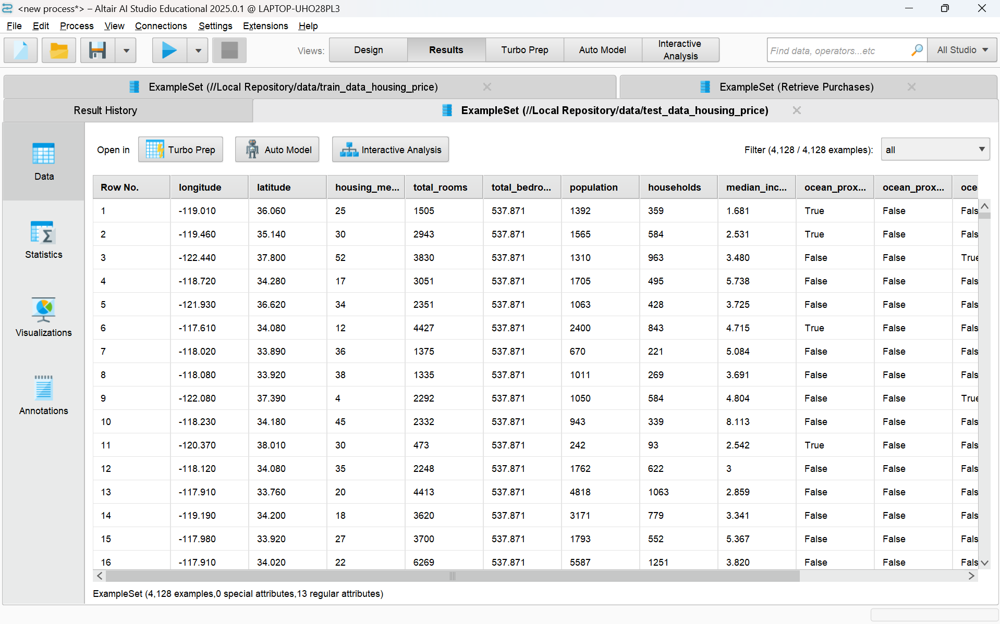 <new process*> – Altair AI Studio Educational 2025.0.1 @ LAPTOP-UHO28PL3
File Edit Process View Connections Settings Extensions Help
Views: Design Results Turbo Prep Auto Model Interactive Analysis Find data, operators...etc All Studio
ExampleSet (//Local Repository/data/train_data_housing_price) ExampleSet (Retrieve Purchases)
Result History ExampleSet (//Local Repository/data/test_data_housing_price)
Open in Turbo Prep Auto Model Interactive Analysis Filter (4,128 / 4,128 examples): all
Data
Statistics
Visualizations
Annotations
Row No. longitude latitude housing_me... total_rooms total_bedro... population households median_inc... ocean_prox... ocean_prox... oce
1 -119.010 36.060 25 1505 537.871 1392 359 1.681 True False Fals
2 -119.460 35.140 30 2943 537.871 1565 584 2.531 True False Fals
3 -122.440 37.800 52 3830 537.871 1310 963 3.480 False False True
4 -118.720 34.280 17 3051 537.871 1705 495 5.738 False False Fals
5 -121.930 36.620 34 2351 537.871 1063 428 3.725 False False Fals
6 -117.610 34.080 12 4427 537.871 2400 843 4.715 True False Fals
7 -118.020 33.890 36 1375 537.871 670 221 5.084 False False Fals
8 -118.080 33.920 38 1335 537.871 1011 269 3.691 False False Fals
9 -122.080 37.390 4 2292 537.871 1050 584 4.804 False False True
10 -118.230 34.180 45 2332 537.871 943 339 8.113 False False Fals
11 -120.370 38.010 30 473 537.871 242 93 2.542 True False Fals
12 -118.120 34.080 35 2248 537.871 1762 622 3 False False Fals
13 -117.910 33.760 20 4413 537.871 4818 1063 2.859 False False Fals
14 -119.190 34.200 18 3620 537.871 3171 779 3.341 False False Fals
15 -117.980 33.920 27 3700 537.871 1793 552 5.367 False False Fals
16 -117.910 34.020 22 6269 537.871 5587 1251 3.820 False False Fals
ExampleSet (4,128 examples,0 special attributes,13 regular attributes)